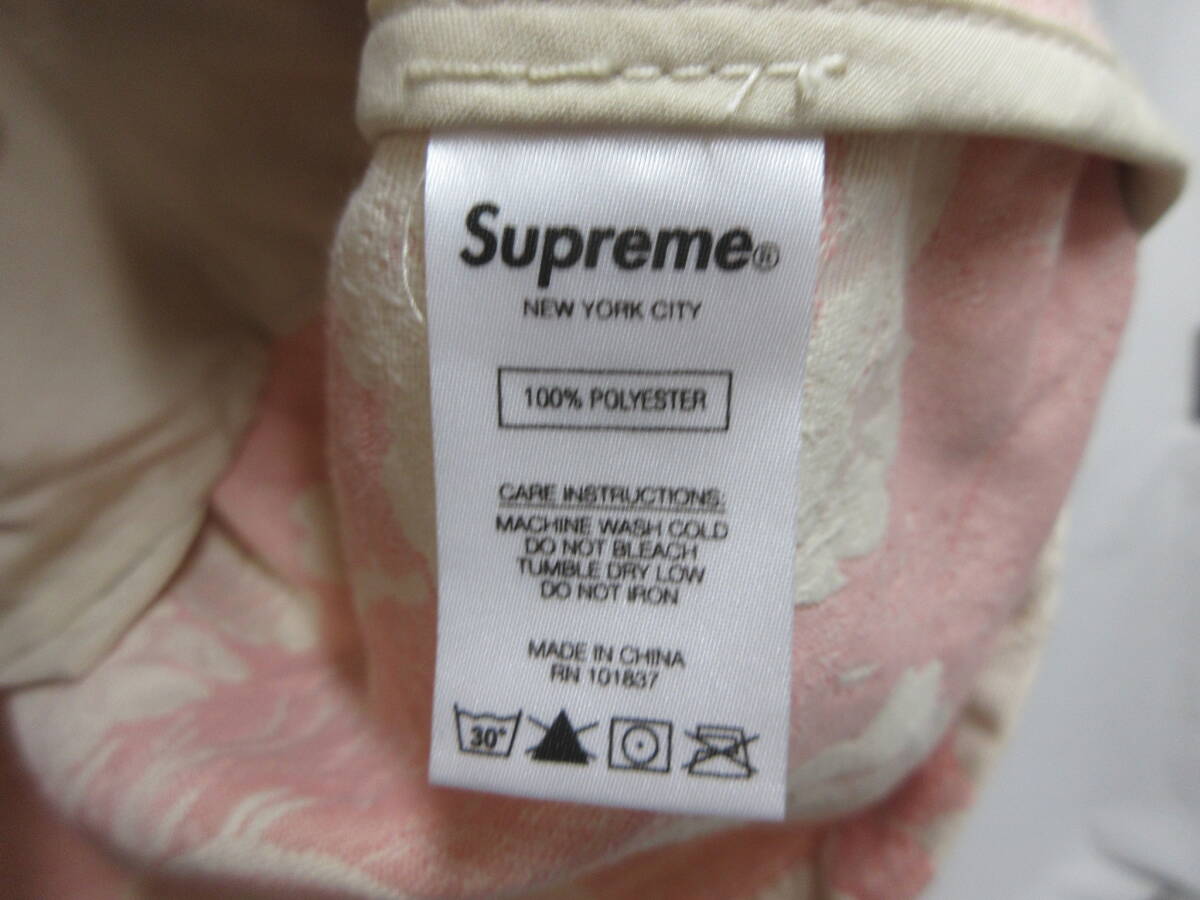 Supreme®
NEW YORK CITY
100% POLYESTER
CARE INSTRUCTIONS:
MACHINE WASH COLD
DO NOT BLEACH
TUMBLE DRY LOW
DO NOT IRON
MADE IN CHINA
RN 101837
30°